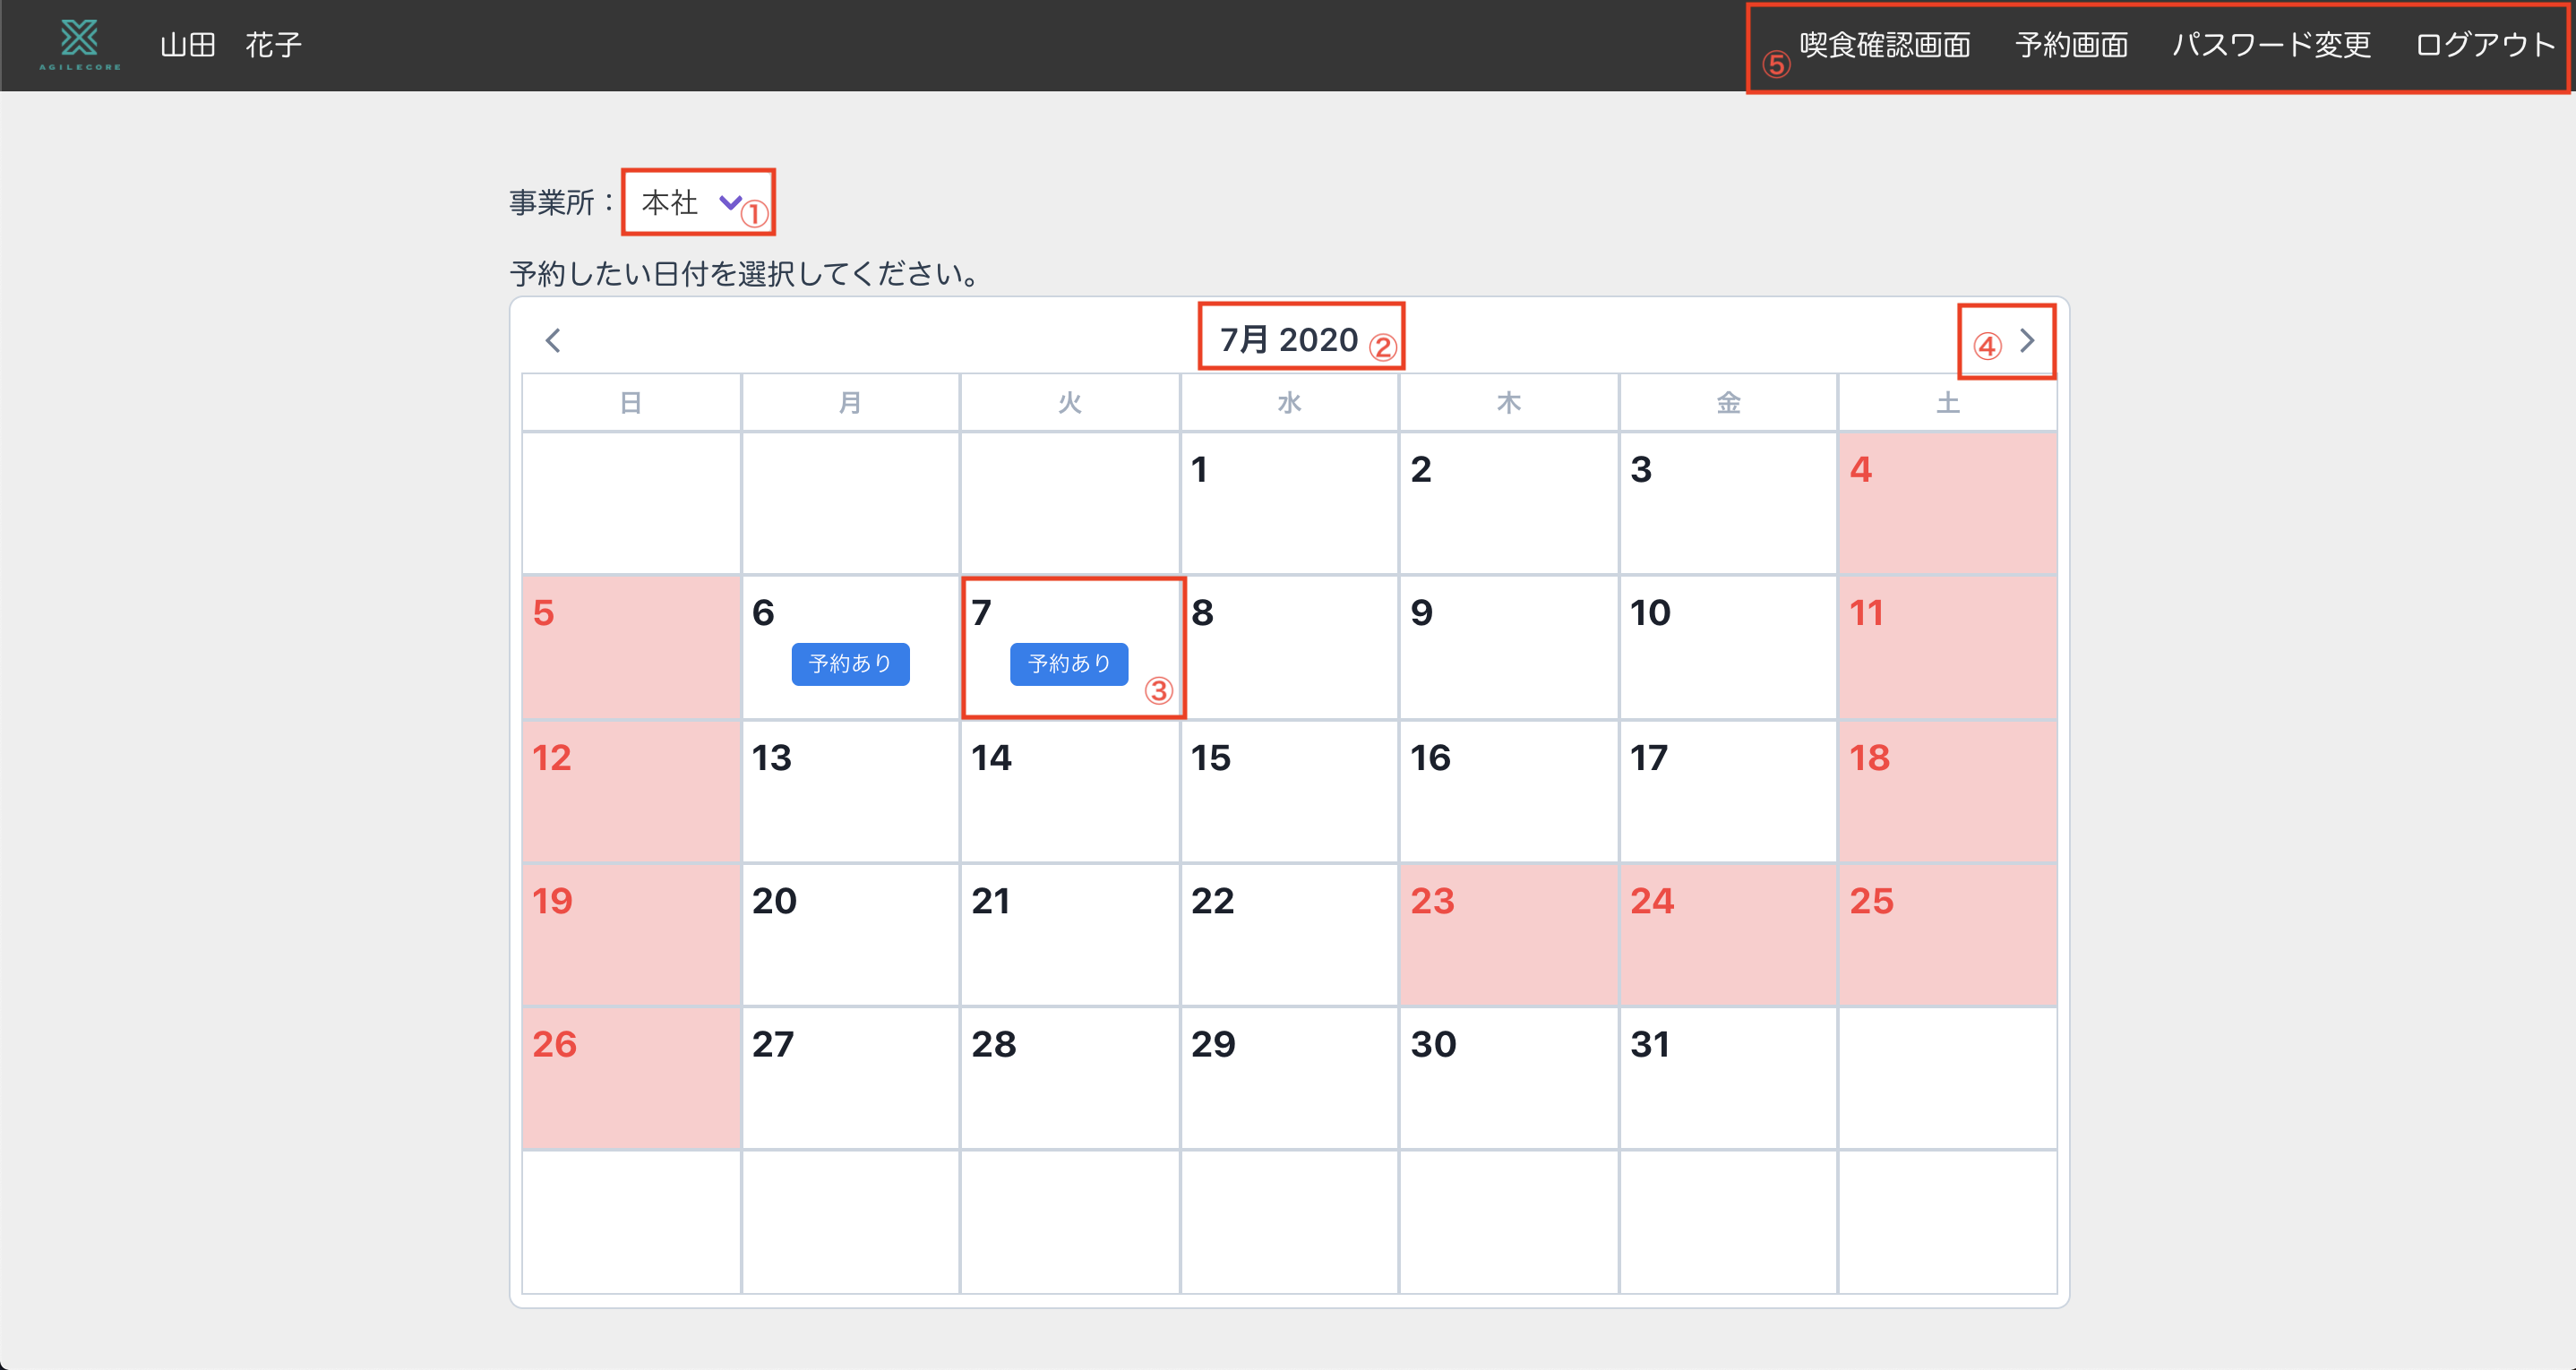 山田　花子
AGILECORE
⑤ 喫食確認画面 予約画面 パスワード変更 ログアウト
事業所： 本社 ①
予約したい日付を選択してください。
7月 2020 ② ④
日 月 火 水 木 金 土
1 2 3 4
5 6 7 8 9 10 11
予約あり 予約あり ③
12 13 14 15 16 17 18
19 20 21 22 23 24 25
26 27 28 29 30 31